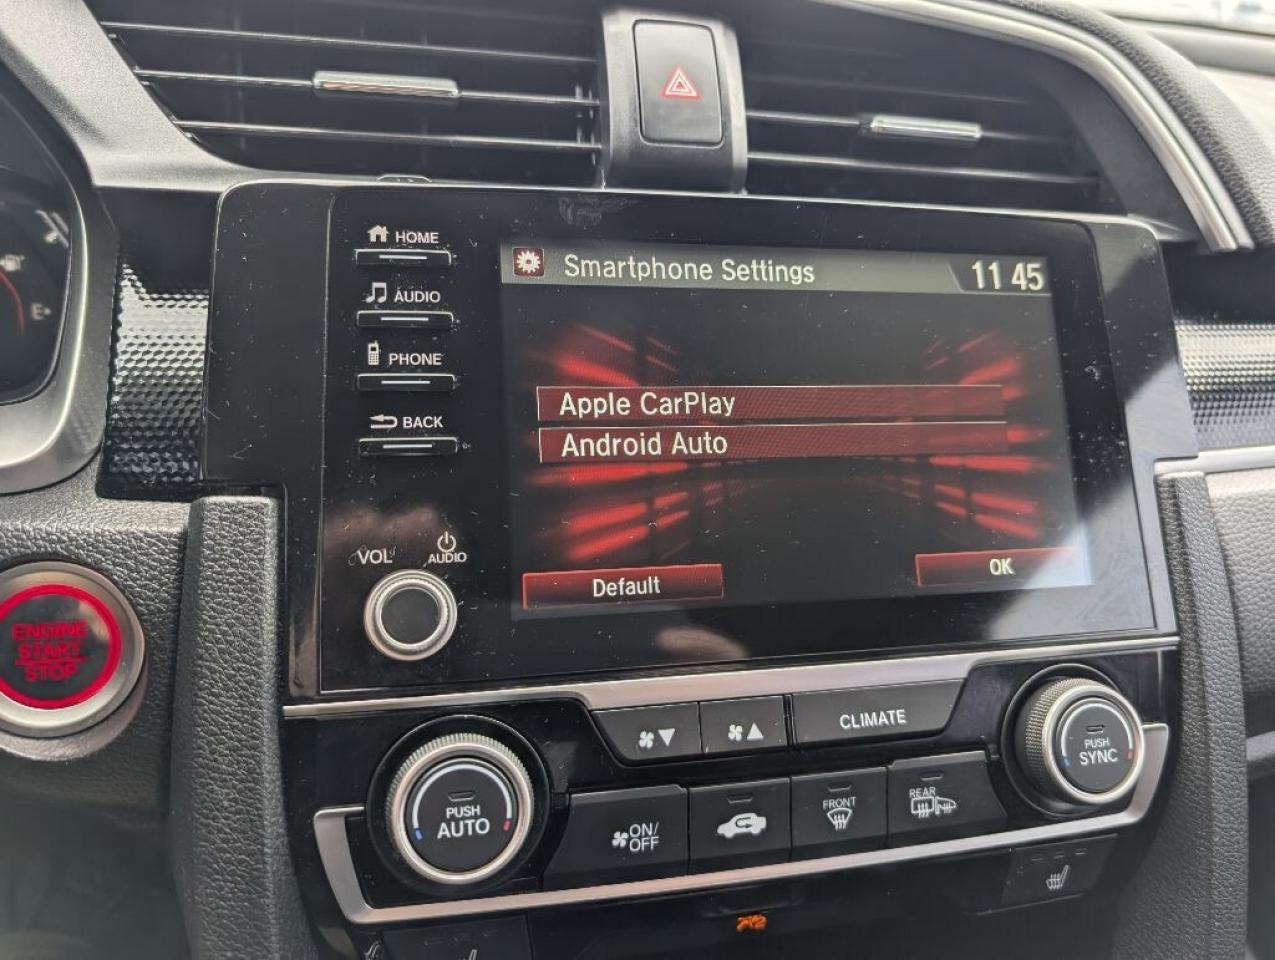 HOME
AUDIO
PHONE
BACK
VOL
AUDIO
Smartphone Settings
11 45
Apple CarPlay
Android Auto
Default
OK
E
ENGINE
START
STOP
CLIMATE
PUSH
AUTO
ON/
OFF
FRONT
REAR
PUSH
SYNC